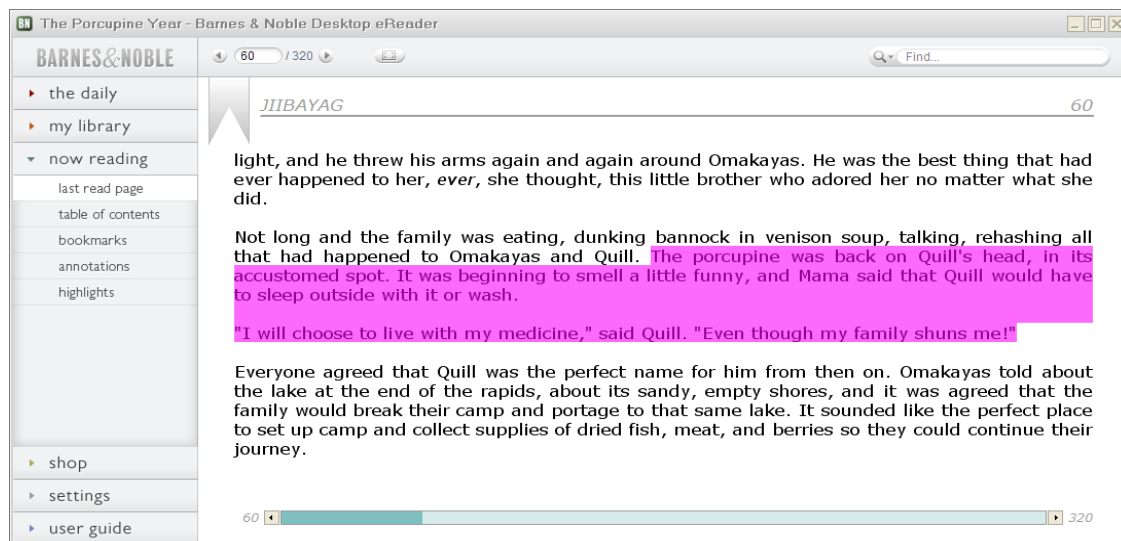 The Porcupine Year - Barnes & Noble Desktop eReader
BARNES&NOBLE
60 / 320
Find...
the daily
my library
now reading
last read page
table of contents
bookmarks
annotations
highlights
shop
settings
user guide
JIIBAYAG 60
light, and he threw his arms again and again around Omakayas. He was the best thing that had
ever happened to her, ever, she thought, this little brother who adored her no matter what she
did.
Not long and the family was eating, dunking bannock in venison soup, talking, rehashing all
that had happened to Omakayas and Quill. The porcupine was back on Quill's head, in its
accustomed spot. It was beginning to smell a little funny, and Mama said that Quill would have
to sleep outside with it or wash.
"I will choose to live with my medicine," said Quill. "Even though my family shuns me!"
Everyone agreed that Quill was the perfect name for him from then on. Omakayas told about
the lake at the end of the rapids, about its sandy, empty shores, and it was agreed that the
family would break their camp and portage to that same lake. It sounded like the perfect place
to set up camp and collect supplies of dried fish, meat, and berries so they could continue their
journey.
60 320